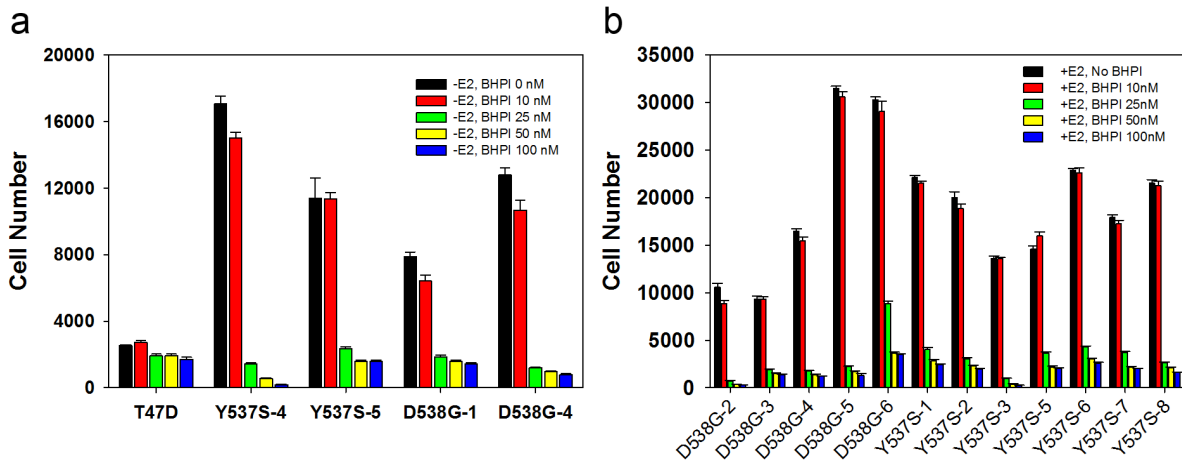 a
20000
16000
12000
8000
4000
0
Cell Number
-E2, BHPI 0 nM
-E2, BHPI 10 nM
-E2, BHPI 25 nM
-E2, BHPI 50 nM
-E2, BHPI 100 nM
T47D
Y537S-4
Y537S-5
D538G-1
D538G-4
b
35000
30000
25000
20000
15000
10000
5000
0
Cell Number
+E2, No BHPI
+E2, BHPI 10nM
+E2, BHPI 25nM
+E2, BHPI 50nM
+E2, BHPI 100nM
D538G-2
D538G-3
D538G-4
D538G-5
D538G-6
Y537S-1
Y537S-2
Y537S-3
Y537S-5
Y537S-6
Y537S-7
Y537S-8